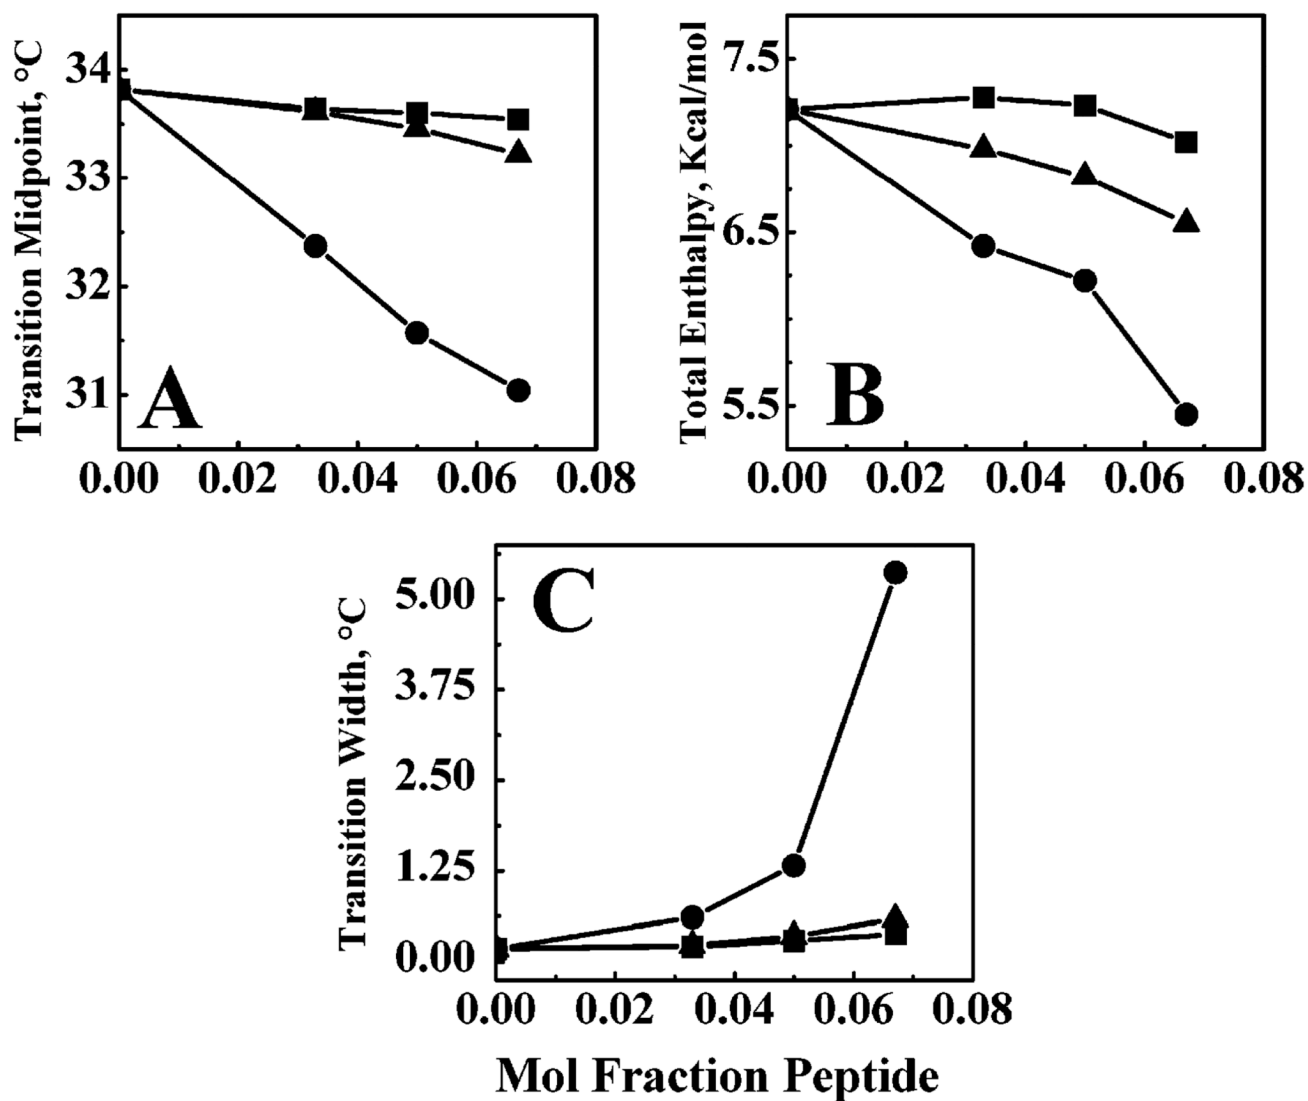 Transition Midpoint, °C
34
33
32
31
A
0.00 0.02 0.04 0.06 0.08
Total Enthalpy, Kcal/mol
7.5
6.5
5.5
B
0.00 0.02 0.04 0.06 0.08
Transition Width, °C
5.00
3.75
2.50
1.25
0.00
C
0.00 0.02 0.04 0.06 0.08
Mol Fraction Peptide